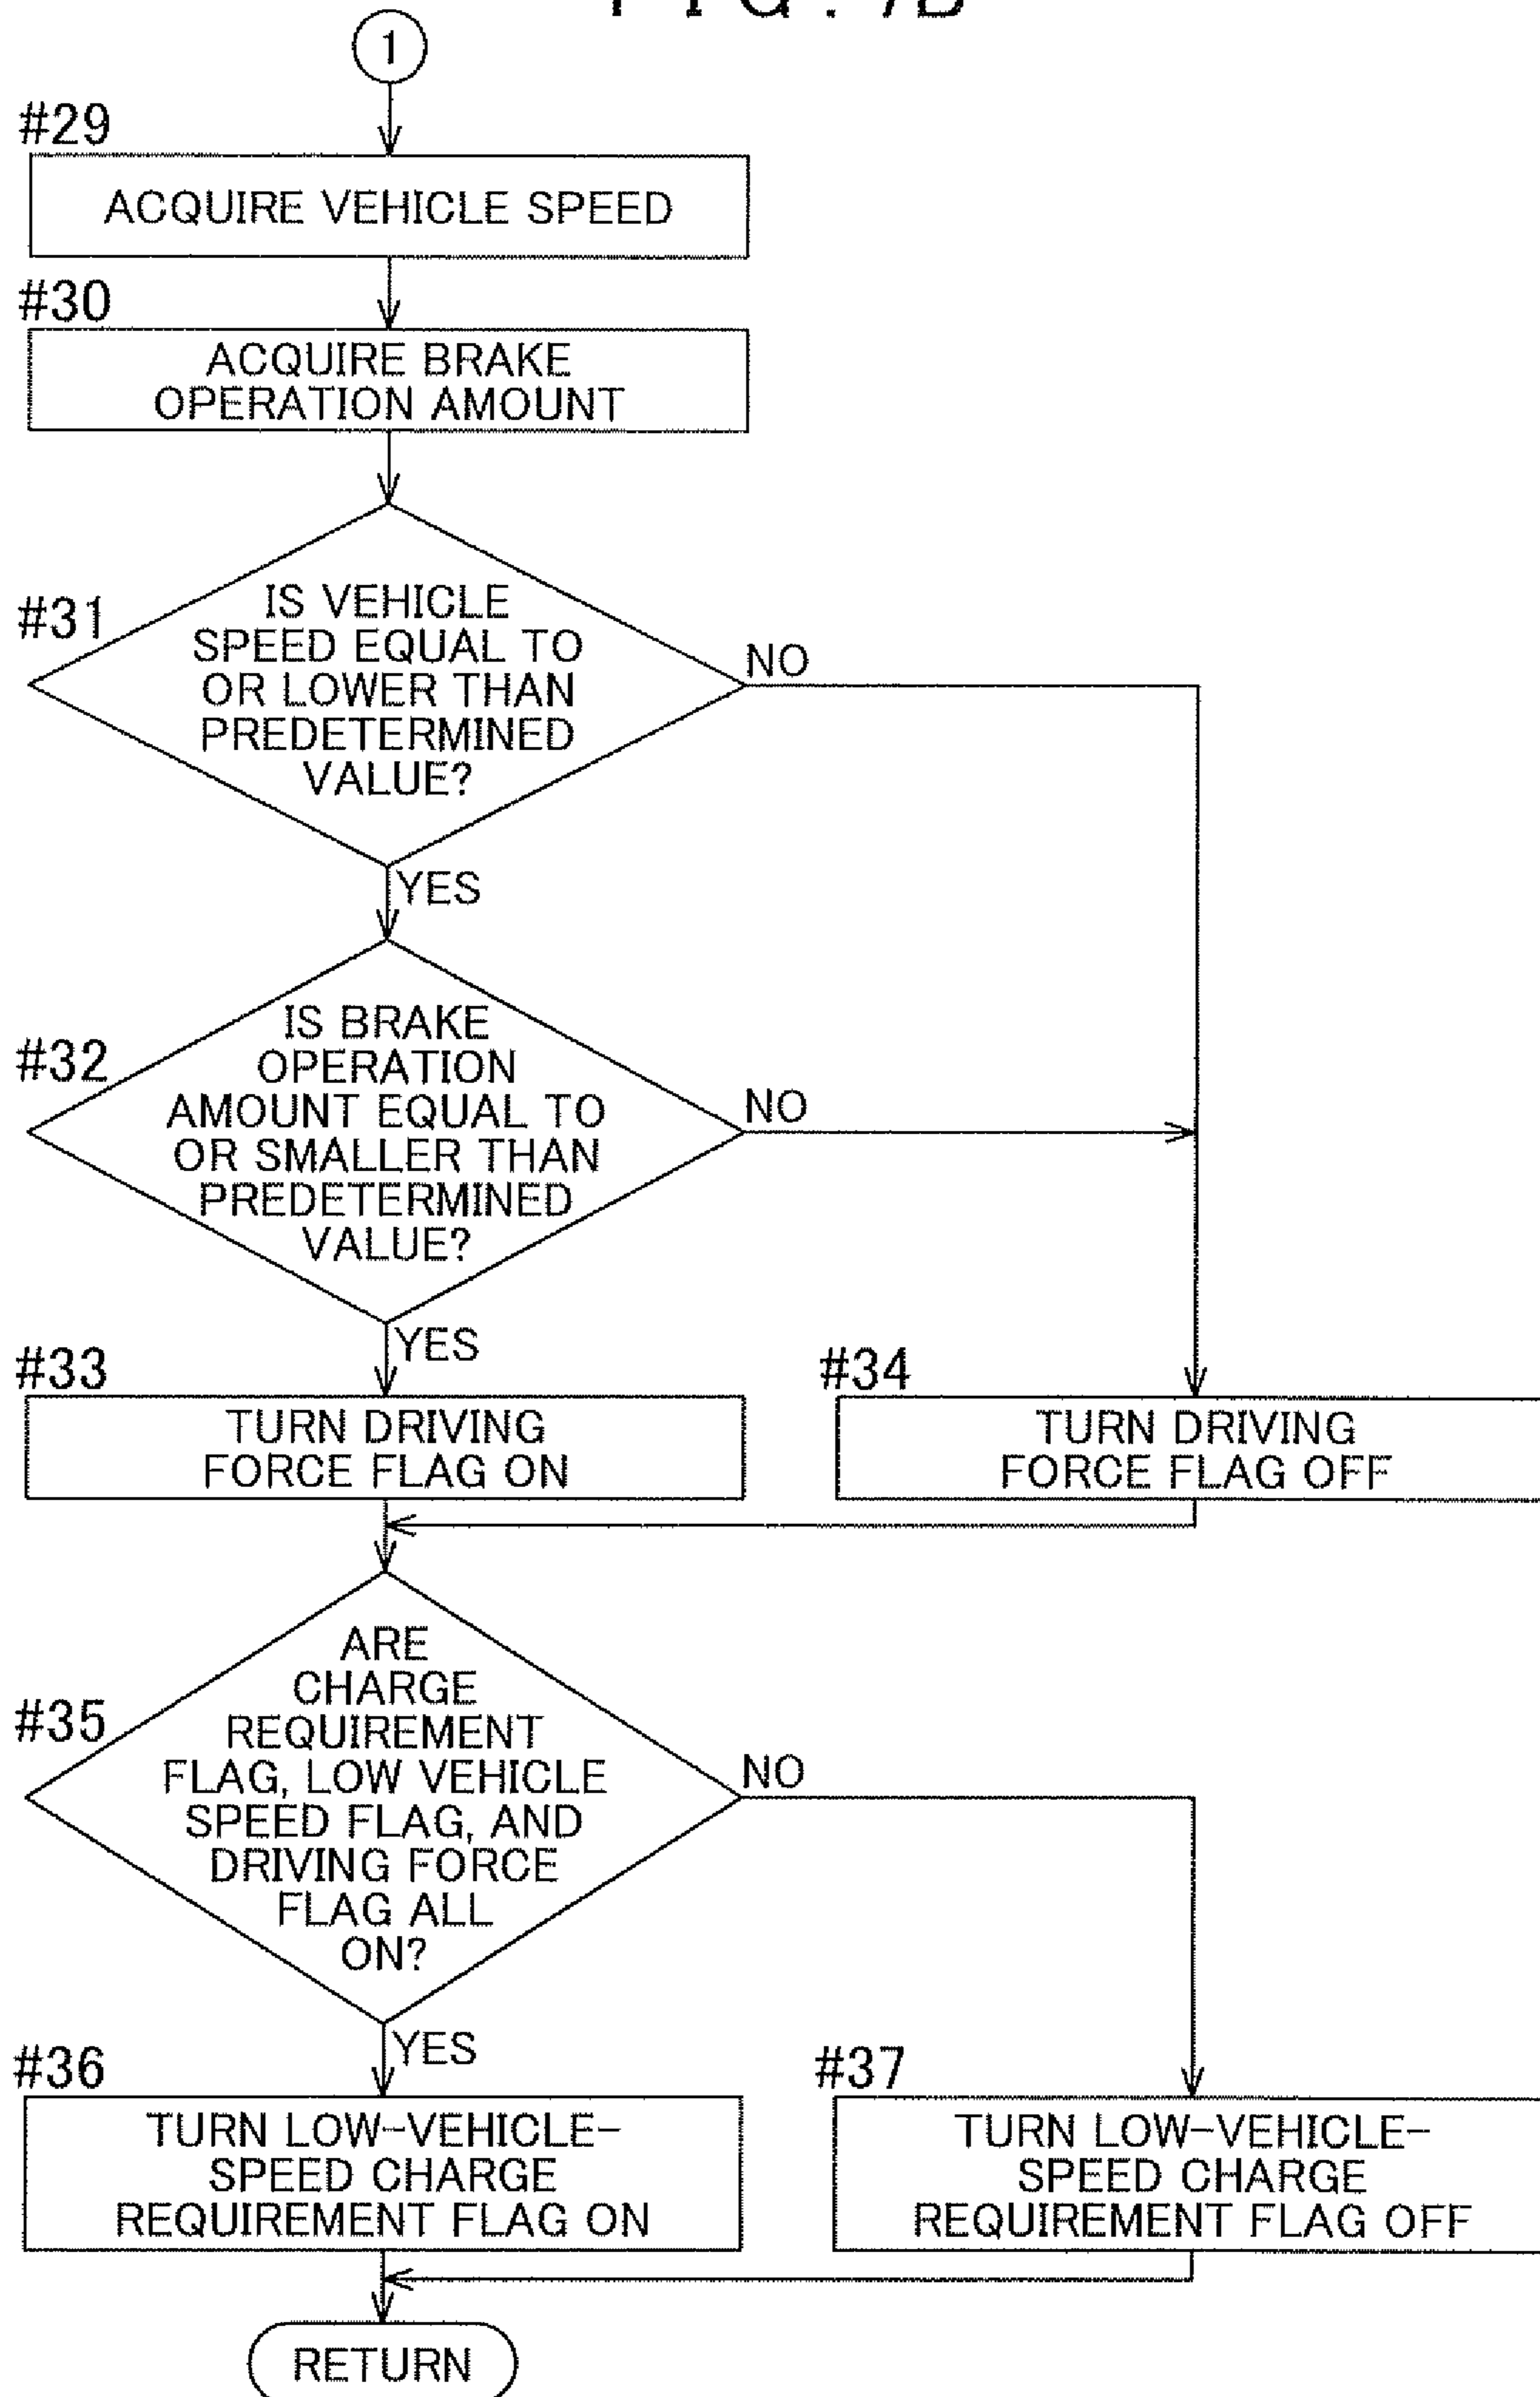 FIG. 7B
1
#29
ACQUIRE VEHICLE SPEED
#30
ACQUIRE BRAKE
OPERATION AMOUNT
#31
IS VEHICLE
SPEED EQUAL TO
OR LOWER THAN
PREDETERMINED
VALUE?
NO
YES
#32
IS BRAKE
OPERATION
AMOUNT EQUAL TO
OR SMALLER THAN
PREDETERMINED
VALUE?
NO
YES
#33
TURN DRIVING
FORCE FLAG ON
#34
TURN DRIVING
FORCE FLAG OFF
#35
ARE
CHARGE
REQUIREMENT
FLAG, LOW VEHICLE
SPEED FLAG, AND
DRIVING FORCE
FLAG ALL
ON?
NO
YES
#36
TURN LOW-VEHICLE-
SPEED CHARGE
REQUIREMENT FLAG ON
#37
TURN LOW-VEHICLE-
SPEED CHARGE
REQUIREMENT FLAG OFF
RETURN